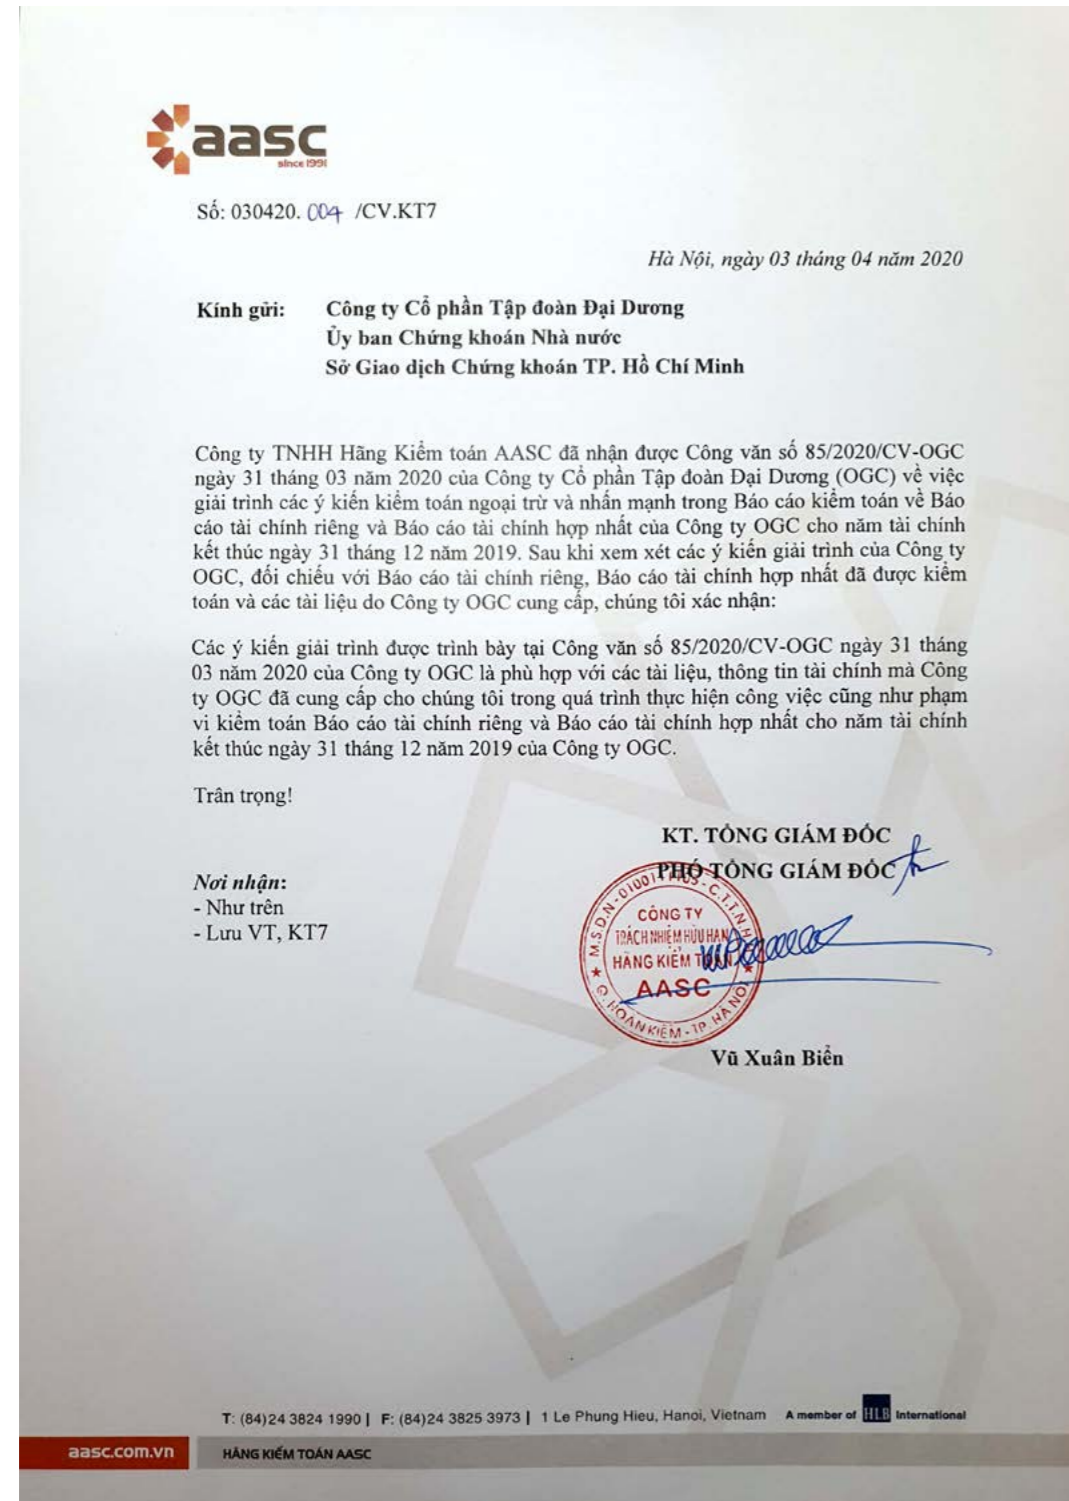 aasc
since 1991
Số: 030420. 004 /CV.KT7
Hà Nội, ngày 03 tháng 04 năm 2020
Kính gửi: Công ty Cổ phần Tập đoàn Đại Dương
Ủy ban Chứng khoán Nhà nước
Sở Giao dịch Chứng khoán TP. Hồ Chí Minh
Công ty TNHH Hãng Kiểm toán AASC đã nhận được Công văn số 85/2020/CV-OGC
ngày 31 tháng 03 năm 2020 của Công ty Cổ phần Tập đoàn Đại Dương (OGC) về việc
giải trình các ý kiến kiểm toán ngoại trừ và nhấn mạnh trong Báo cáo kiểm toán về Báo
cáo tài chính riêng và Báo cáo tài chính hợp nhất của Công ty OGC cho năm tài chính
kết thúc ngày 31 tháng 12 năm 2019. Sau khi xem xét các ý kiến giải trình của Công ty
OGC, đối chiếu với Báo cáo tài chính riêng, Báo cáo tài chính hợp nhất đã được kiểm
toán và các tài liệu do Công ty OGC cung cấp, chúng tôi xác nhận:
Các ý kiến giải trình được trình bày tại Công văn số 85/2020/CV-OGC ngày 31 tháng
03 năm 2020 của Công ty OGC là phù hợp với các tài liệu, thông tin tài chính mà Công
ty OGC đã cung cấp cho chúng tôi trong quá trình thực hiện công việc cũng như phạm
vi kiểm toán Báo cáo tài chính riêng và Báo cáo tài chính hợp nhất cho năm tài chính
kết thúc ngày 31 tháng 12 năm 2019 của Công ty OGC.
Trân trọng!
KT. TỔNG GIÁM ĐỐC
PHÓ TỔNG GIÁM ĐỐC
Nơi nhận:
- Như trên
- Lưu VT, KT7
M.S.D.N
C.T.T.N.H
CÔNG TY
TRÁCH NHIỆM HỮU HẠN
HÃNG KIỂM TOÁN
AASC
Q. HOÀN KIẾM - TP. HÀ NỘI
Vũ Xuân Biển
T: (84)24 3824 1990 | F: (84)24 3825 3973 | 1 Le Phung Hieu, Hanoi, Vietnam A member of HLB International
aasc.com.vn HÃNG KIỂM TOÁN AASC